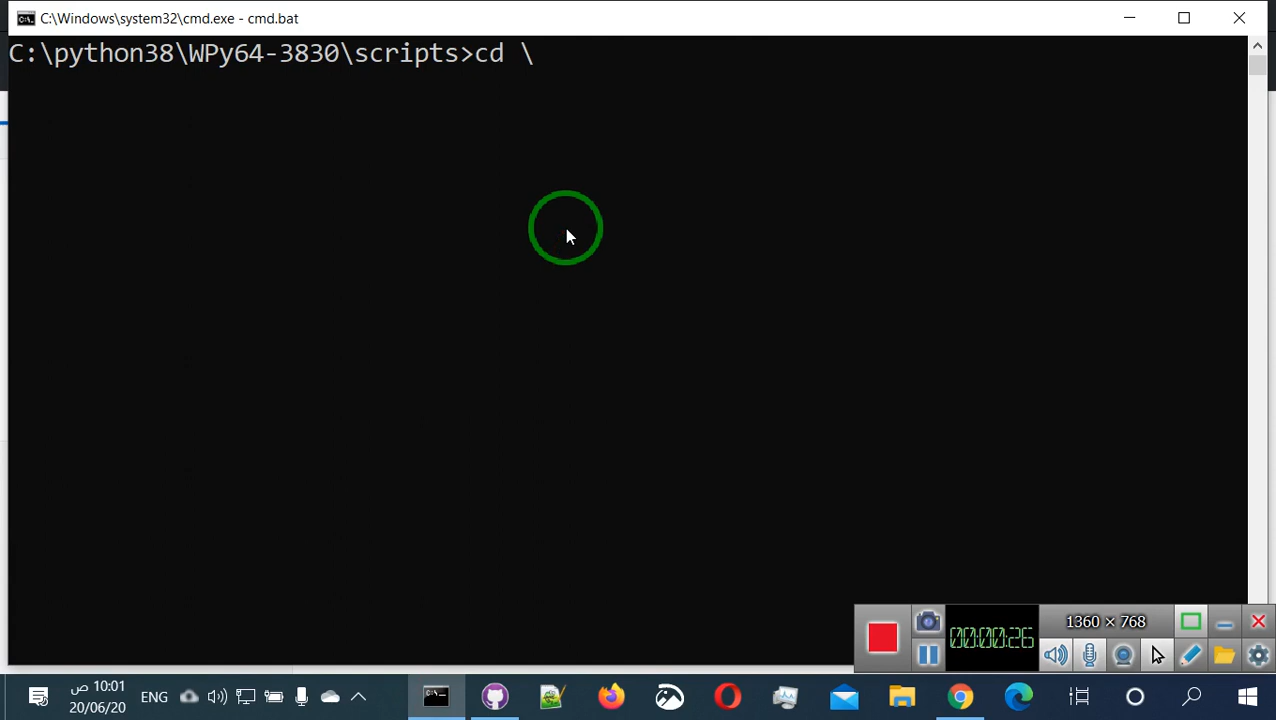 C:\Windows\system32\cmd.exe - cmd.bat
C:\python38\WPy64-3830\scripts>cd \
00:00:26
1360 × 768
10:01 ص
ENG
20/06/20